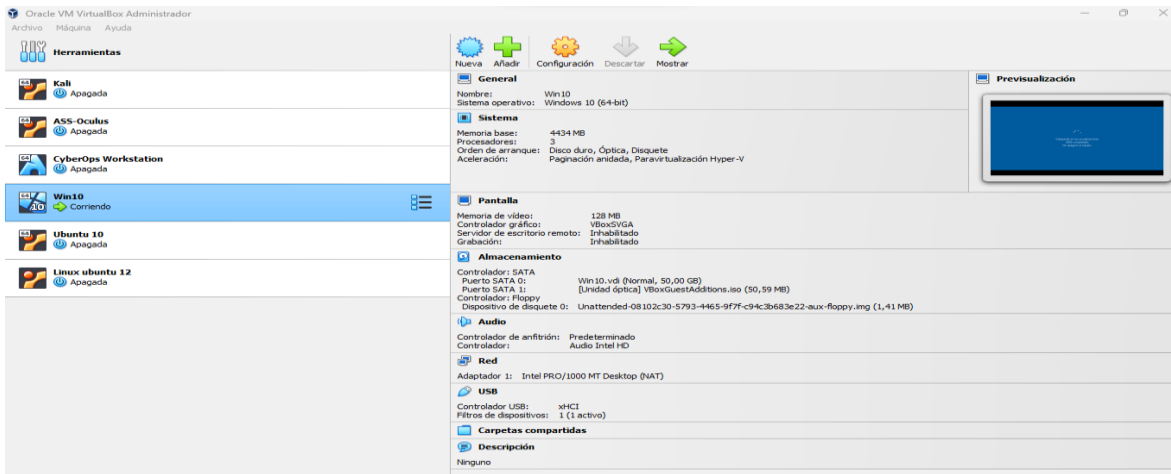 Oracle VM VirtualBox Administrador
Archivo Máquina Ayuda
Herramientas
Kali
Apagada
ASS-Oculus
Apagada
CyberOps Workstation
Apagada
Win10
Corriendo
Ubuntu 10
Apagada
Linux ubuntu 12
Apagada
Nueva Añadir Configuración Descartar Mostrar
General
Nombre: Win10
Sistema operativo: Windows 10 (64-bit)
Sistema
Memoria base: 4434 MB
Procesadores: 3
Orden de arranque: Disco duro, Óptica, Disquete
Aceleración: Paginación anidada, Paravirtualización Hyper-V
Previsualización
Pantalla
Memoria de vídeo: 128 MB
Controlador gráfico: VBoxSVGA
Servidor de escritorio remoto: Inhabilitado
Grabación: Inhabilitado
Almacenamiento
Controlador: SATA
Puerto SATA 0: Win10.vdi (Normal, 50,00 GB)
Puerto SATA 1: [Unidad óptica] VBoxGuestAdditions.iso (50,59 MB)
Controlador: Floppy
Dispositivo de disquete 0: Unattended-08102c30-5793-4465-9f7f-c94c3b683e22-aux-floppy.img (1,41 MB)
Audio
Controlador de anfitrión: Predeterminado
Controlador: Audio Intel HD
Red
Adaptador 1: Intel PRO/1000 MT Desktop (NAT)
USB
Controlador USB: xHCI
Filtros de dispositivos: 1 (1 activo)
Carpetas compartidas
Descripción
Ninguno